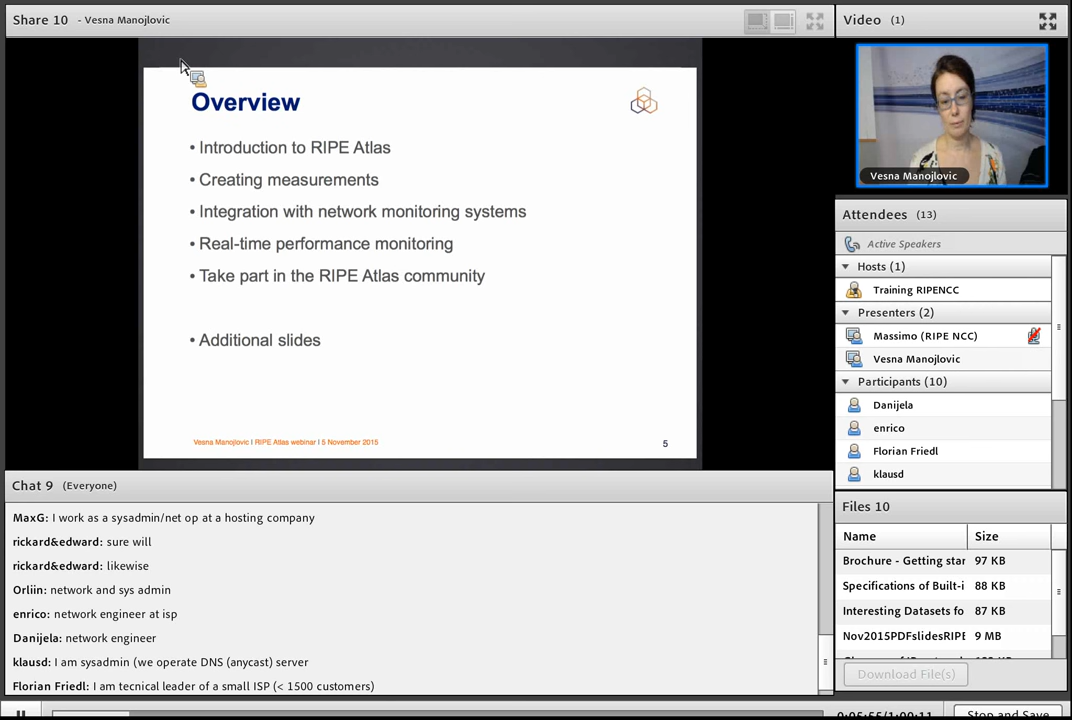 Share 10 - Vesna Manojlovic
Overview
• Introduction to RIPE Atlas
• Creating measurements
• Integration with network monitoring systems
• Real-time performance monitoring
• Take part in the RIPE Atlas community
• Additional slides
Vesna Manojlovic I RIPE Atlas webinar I 5 November 2015
5
Chat 9 (Everyone)
MaxG: I work as a sysadmin/net op at a hosting company
rickard&edward: sure will
rickard&edward: likewise
Orliin: network and sys admin
enrico: network engineer at isp
Danijela: network engineer
klausd: I am sysadmin (we operate DNS (anycast) server
Florian Friedl: I am tecnical leader of a small ISP (< 1500 customers)
Video (1)
Vesna Manojlovic
Attendees (13)
Active Speakers
Hosts (1)
Training RIPENCC
Presenters (2)
Massimo (RIPE NCC)
Vesna Manojlovic
Participants (10)
Danijela
enrico
Florian Friedl
klausd
Files 10
Name Size
Brochure - Getting star 97 KB
Specifications of Built-i 88 KB
Interesting Datasets fo 87 KB
Nov2015PDFslidesRIPE 9 MB
Download File(s)
0:05:55/1:00:11
Stop and Save